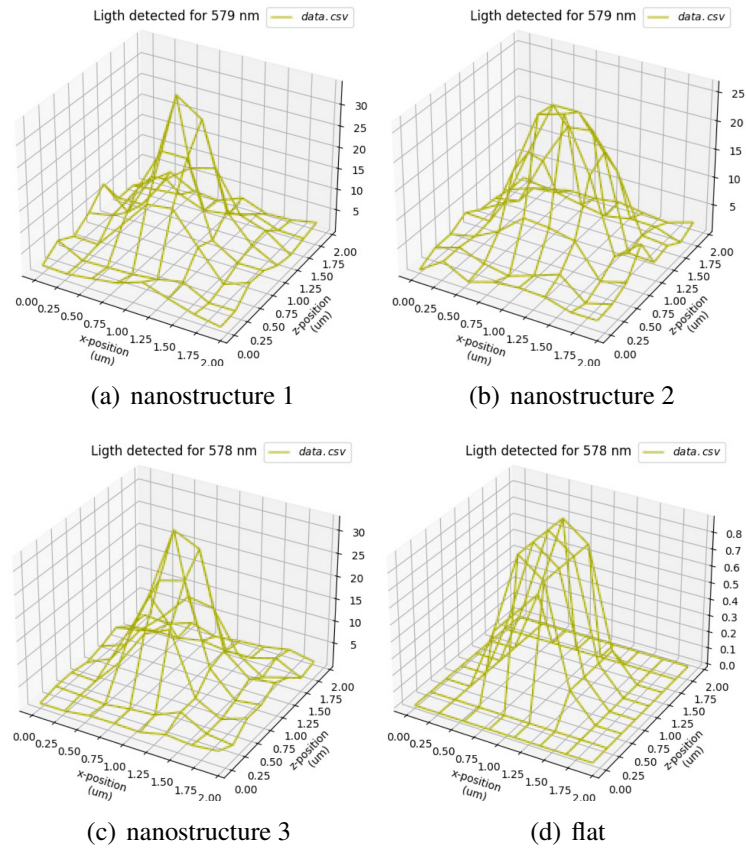 Ligth detected for 579 nm data.csv
30
25
20
15
10
5
0.00 0.25 0.50 0.75 1.00 1.25 1.50 1.75 2.00
x-position
(um)
0.00 0.25 0.50 0.75 1.00 1.25 1.50 1.75 2.00
z-position
(um)
(a) nanostructure 1
Ligth detected for 579 nm data.csv
25
20
15
10
5
0.00 0.25 0.50 0.75 1.00 1.25 1.50 1.75 2.00
x-position
(um)
0.00 0.25 0.50 0.75 1.00 1.25 1.50 1.75 2.00
z-position
(um)
(b) nanostructure 2
Ligth detected for 578 nm data.csv
30
25
20
15
10
5
0.00 0.25 0.50 0.75 1.00 1.25 1.50 1.75 2.00
x-position
(um)
0.00 0.25 0.50 0.75 1.00 1.25 1.50 1.75 2.00
z-position
(um)
(c) nanostructure 3
Ligth detected for 578 nm data.csv
0.8
0.7
0.6
0.5
0.4
0.3
0.2
0.1
0.0
0.00 0.25 0.50 0.75 1.00 1.25 1.50 1.75 2.00
x-position
(um)
0.00 0.25 0.50 0.75 1.00 1.25 1.50 1.75 2.00
z-position
(um)
(d) flat